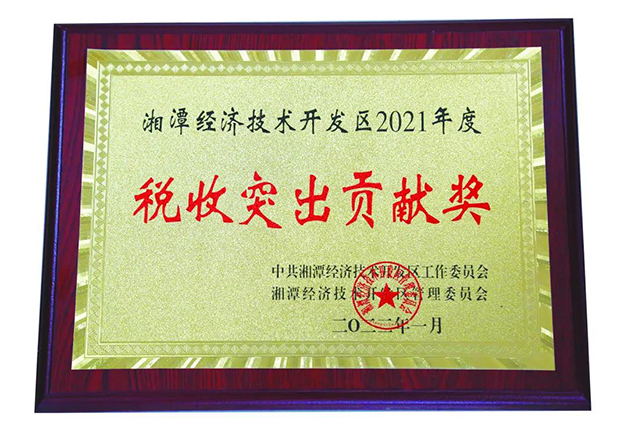 湘潭经济技术开发区2021年度
税收突出贡献奖
中共湘潭经济技术开发区工作委员会
湘潭经济技术开发区管理委员会
二〇二二年一月